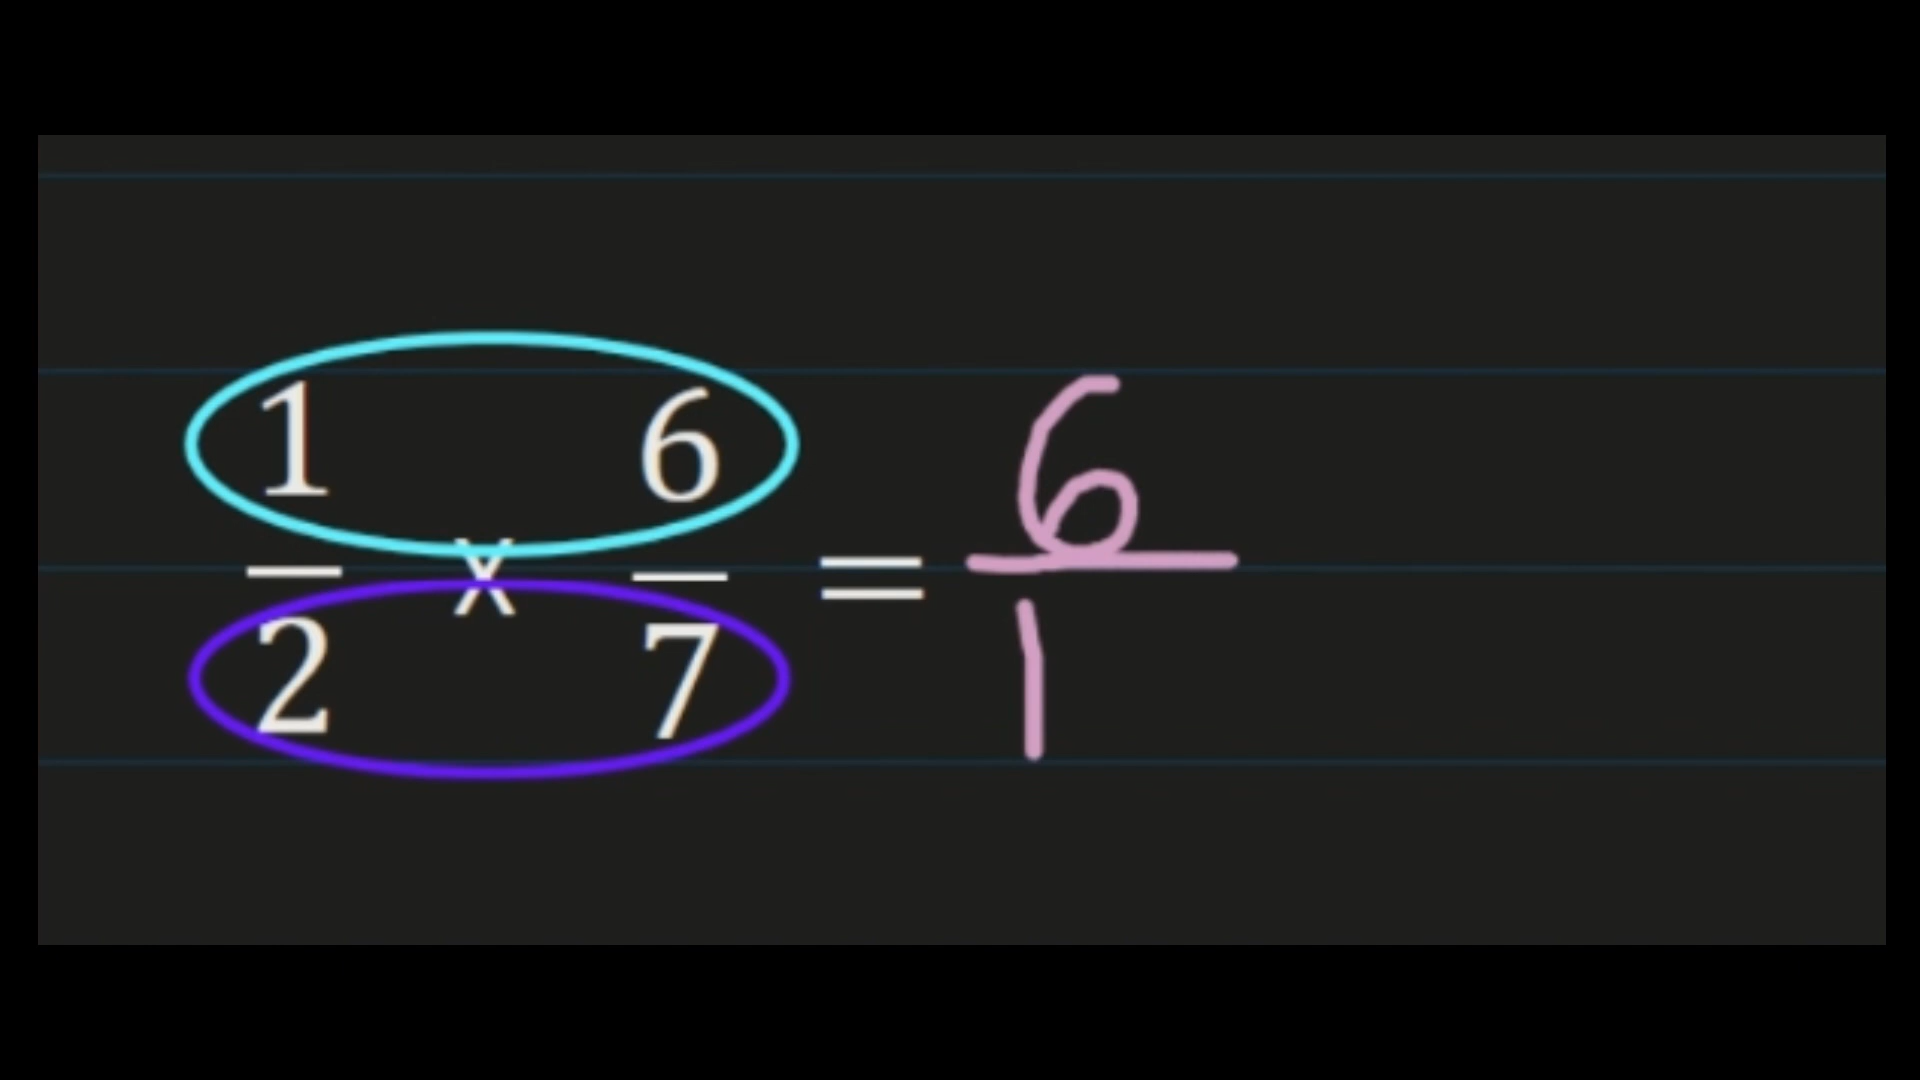 1 6 6
— x — = —
2 7 1